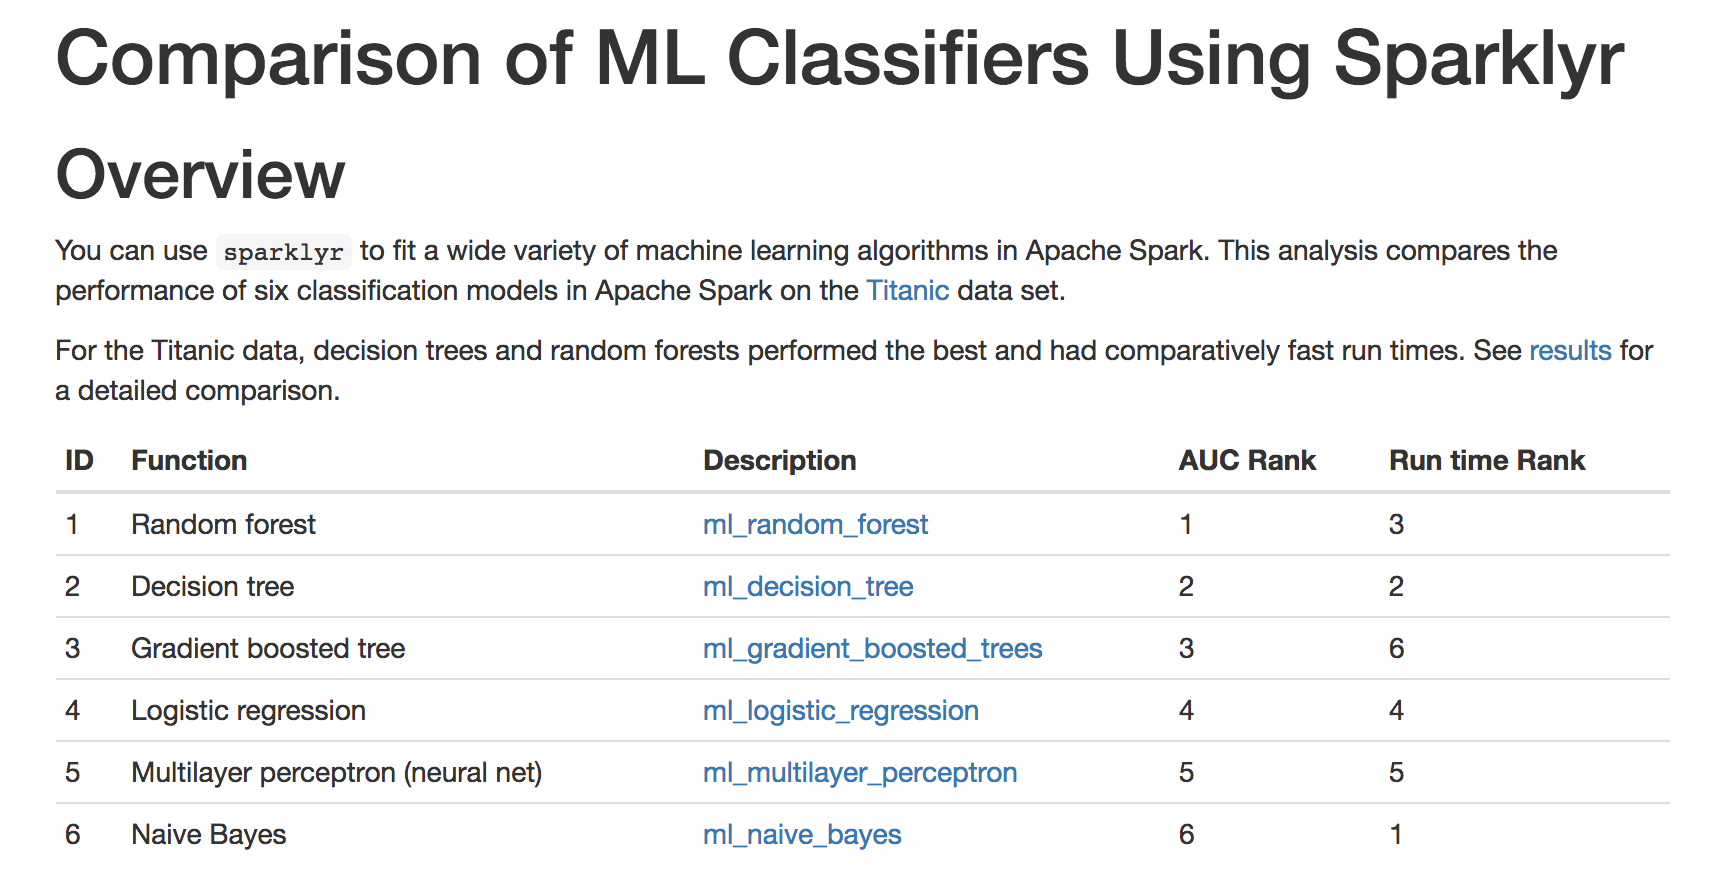 Comparison of ML Classifiers Using Sparklyr
Overview
You can use sparklyr to fit a wide variety of machine learning algorithms in Apache Spark. This analysis compares the
performance of six classification models in Apache Spark on the Titanic data set.
For the Titanic data, decision trees and random forests performed the best and had comparatively fast run times. See results for
a detailed comparison.
ID Function Description AUC Rank Run time Rank
1 Random forest ml_random_forest 1 3
2 Decision tree ml_decision_tree 2 2
3 Gradient boosted tree ml_gradient_boosted_trees 3 6
4 Logistic regression ml_logistic_regression 4 4
5 Multilayer perceptron (neural net) ml_multilayer_perceptron 5 5
6 Naive Bayes ml_naive_bayes 6 1